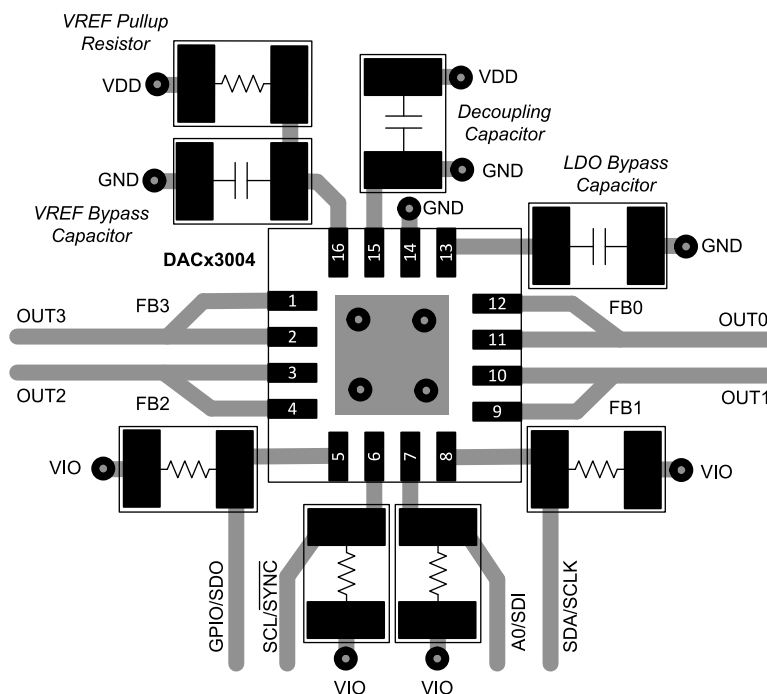 VREF Pullup
Resistor
VDD
VDD
Decoupling
Capacitor
GND
GND
LDO Bypass
Capacitor
VREF Bypass
Capacitor
GND
GND
DACx3004
16
15
14
13
1
12
FB3
FB0
OUT3
OUT0
2
11
3
10
OUT2
OUT1
4
9
FB2
FB1
5
6
7
8
VIO
VIO
GPIO/SDO
SCL/SYNC
A0/SDI
SDA/SCLK
VIO
VIO